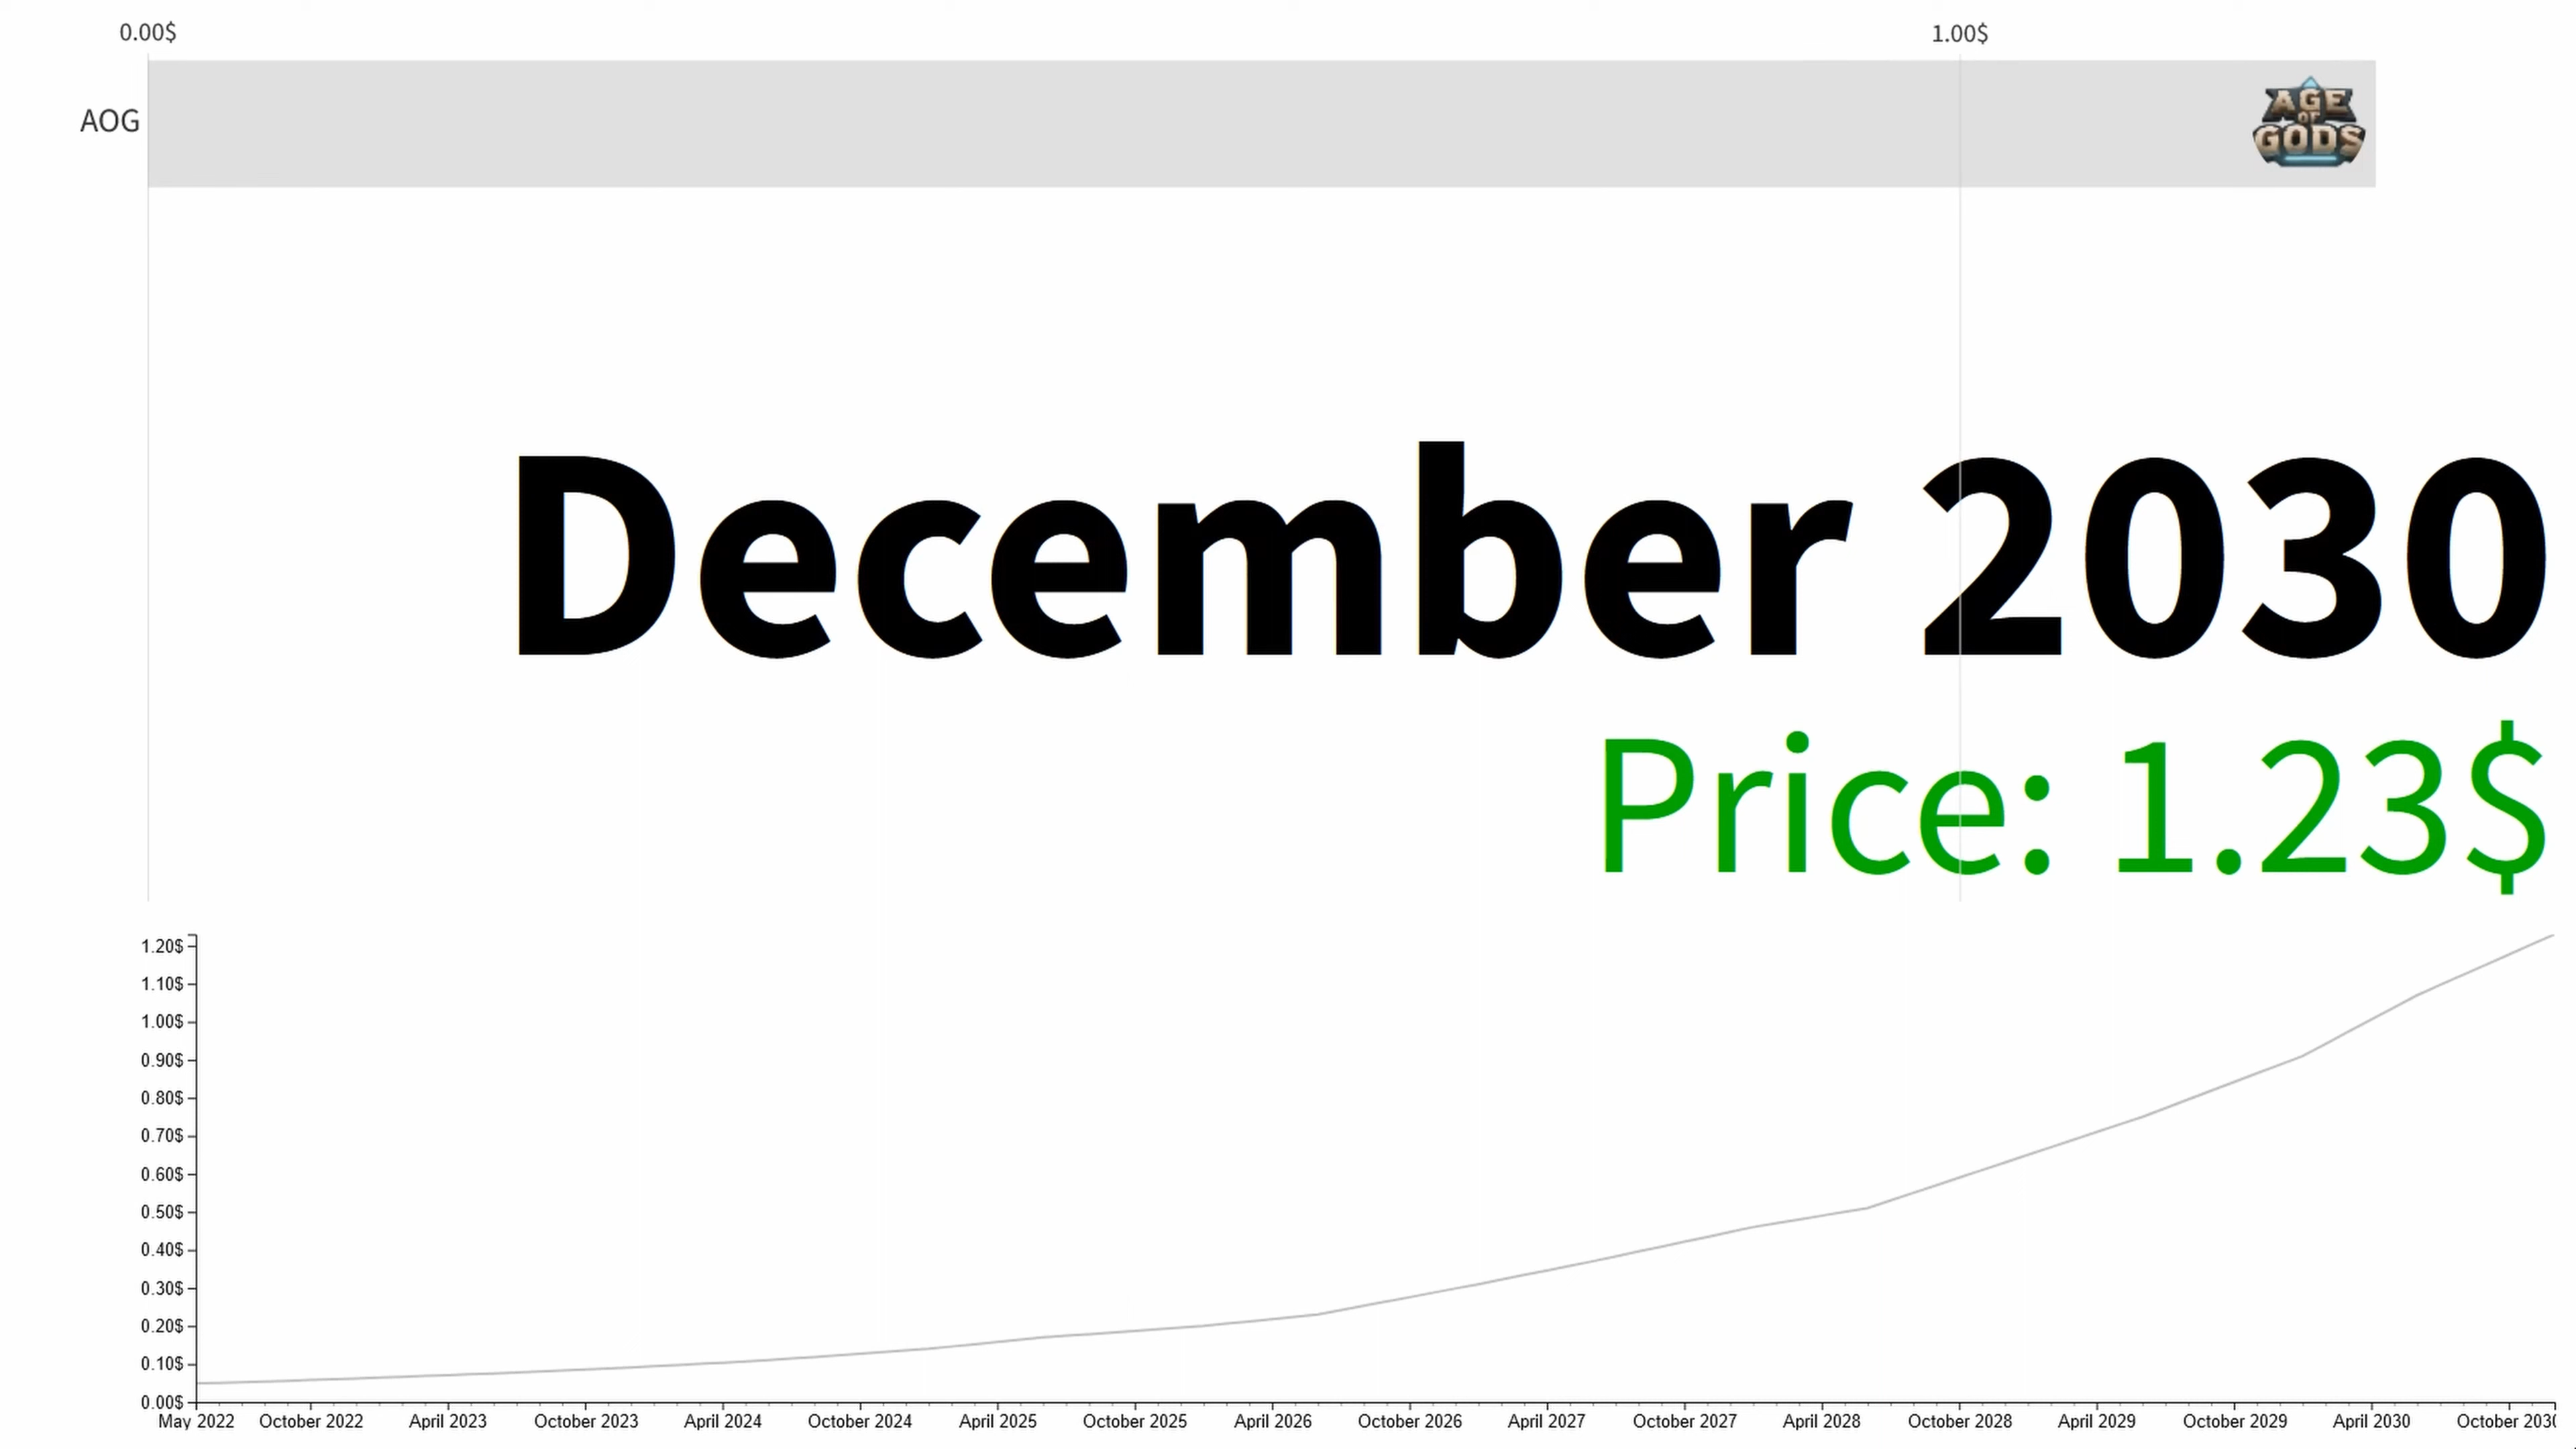 0.00$ 1.00$
AOG
AGE
OF
GODS
December 2030
Price: 1.23$
1.20$
1.10$
1.00$
0.90$
0.80$
0.70$
0.60$
0.50$
0.40$
0.30$
0.20$
0.10$
0.00$
May 2022 October 2022 April 2023 October 2023 April 2024 October 2024 April 2025 October 2025 April 2026 October 2026 April 2027 October 2027 April 2028 October 2028 April 2029 October 2029 April 2030 October 2030